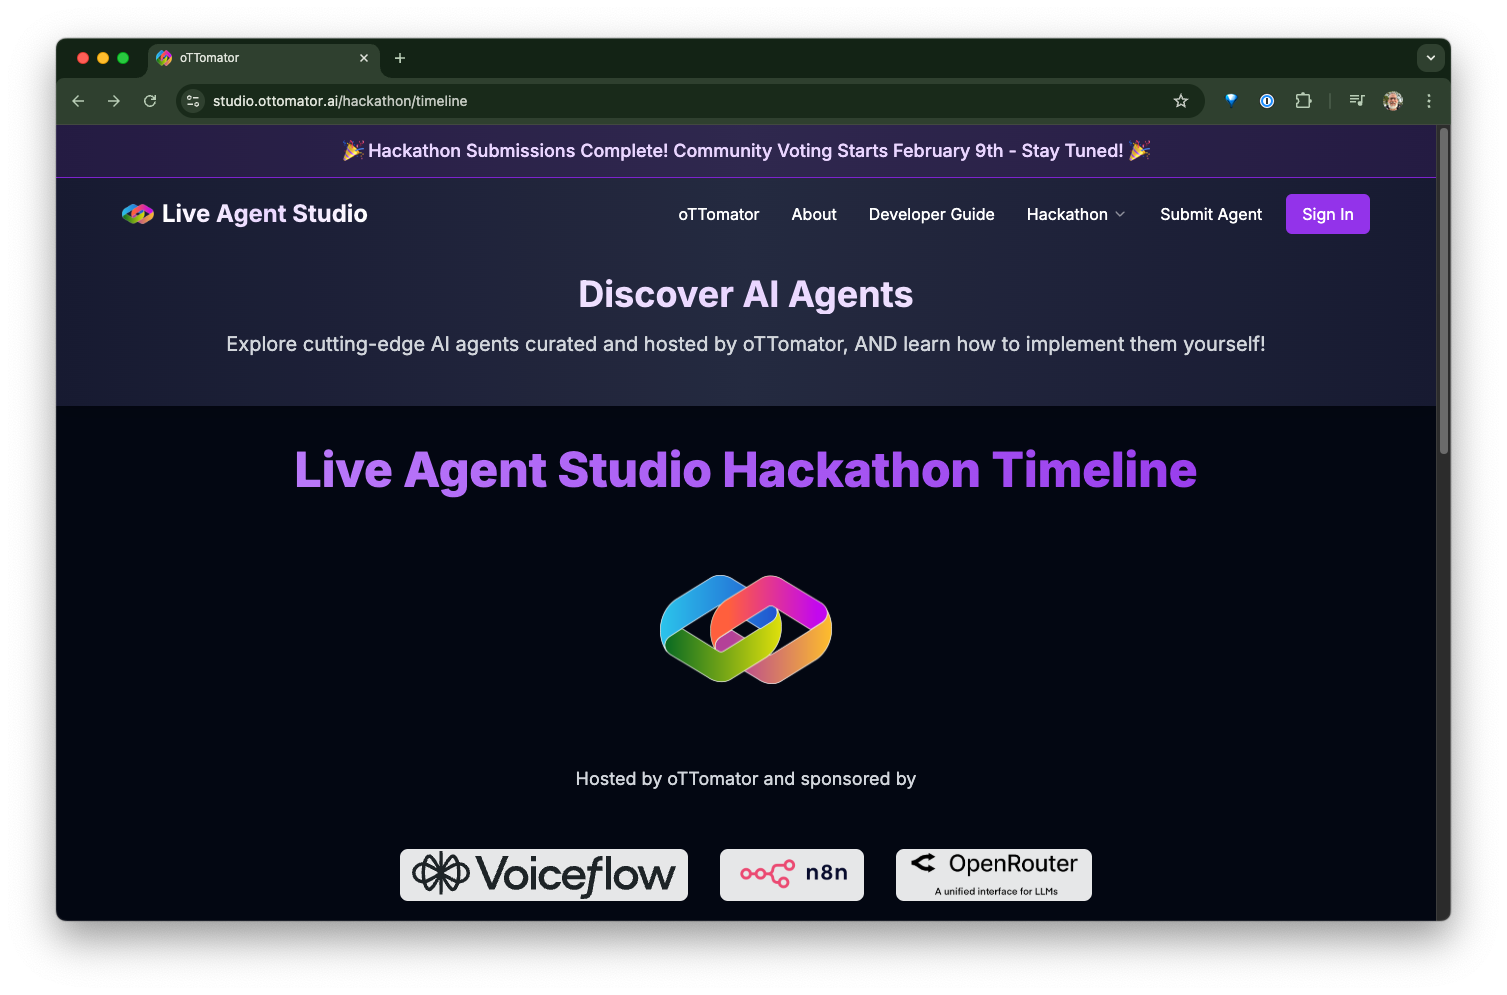 oTTomator
studio.ottomator.ai/hackathon/timeline
🎉 Hackathon Submissions Complete! Community Voting Starts February 9th - Stay Tuned! 🎉
Live Agent Studio
oTTomator
About
Developer Guide
Hackathon
Submit Agent
Sign In
Discover AI Agents
Explore cutting-edge AI agents curated and hosted by oTTomator, AND learn how to implement them yourself!
Live Agent Studio Hackathon Timeline
Hosted by oTTomator and sponsored by
Voiceflow
n8n
OpenRouter
A unified interface for LLMs